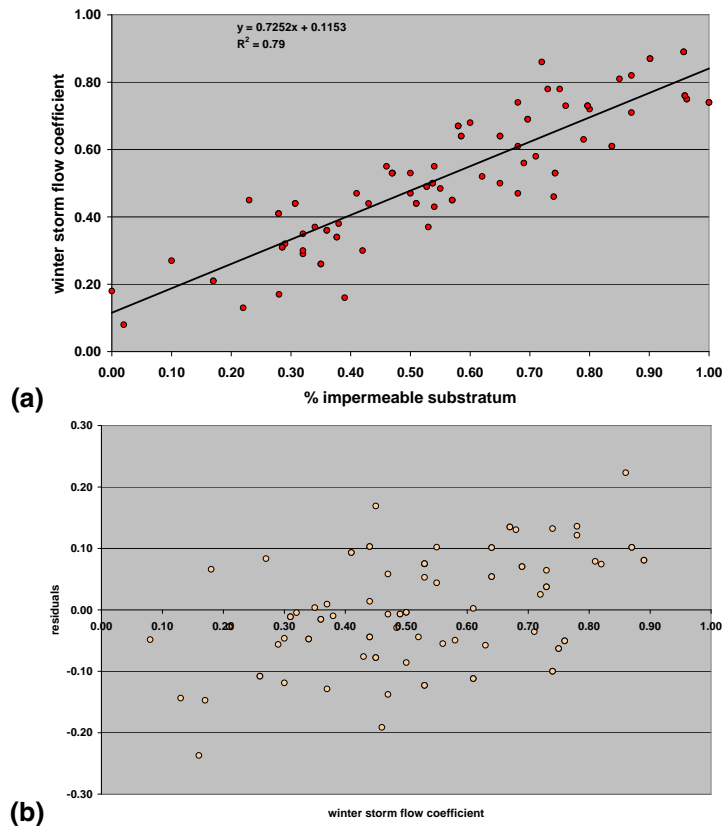 y = 0.7252x + 0.1153
R² = 0.79
winter storm flow coefficient
1.00
0.80
0.60
0.40
0.20
0.00
0.00 0.10 0.20 0.30 0.40 0.50 0.60 0.70 0.80 0.90 1.00
% impermeable substratum
(a)
residuals
0.30
0.20
0.10
0.00
-0.10
-0.20
-0.30
0.00 0.10 0.20 0.30 0.40 0.50 0.60 0.70 0.80 0.90 1.00
winter storm flow coefficient
(b)